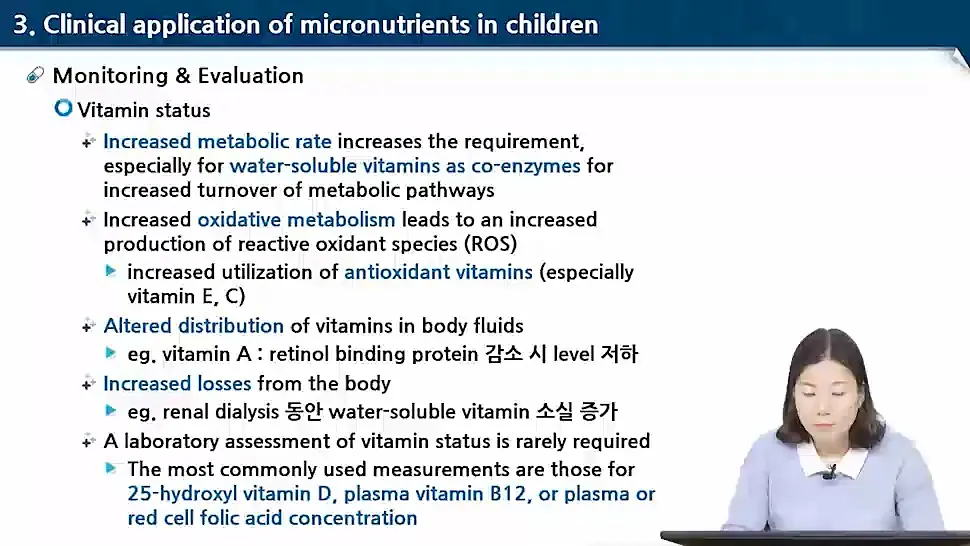 3. Clinical application of micronutrients in children
Monitoring & Evaluation
Vitamin status
Increased metabolic rate increases the requirement,
especially for water-soluble vitamins as co-enzymes for
increased turnover of metabolic pathways
Increased oxidative metabolism leads to an increased
production of reactive oxidant species (ROS)
increased utilization of antioxidant vitamins (especially
vitamin E, C)
Altered distribution of vitamins in body fluids
eg. vitamin A : retinol binding protein 감소 시 level 저하
Increased losses from the body
eg. renal dialysis 동안 water-soluble vitamin 소실 증가
A laboratory assessment of vitamin status is rarely required
The most commonly used measurements are those for
25-hydroxyl vitamin D, plasma vitamin B12, or plasma or
red cell folic acid concentration